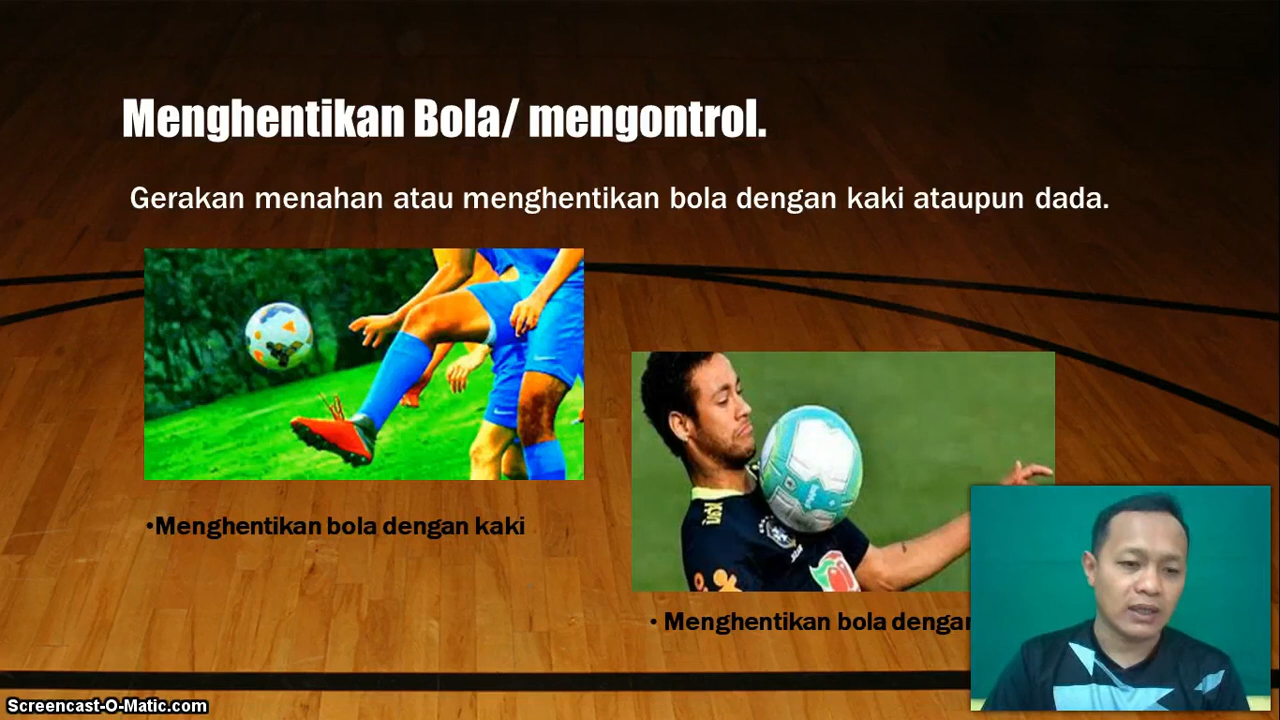 Menghentikan Bola/ mengontrol.
Gerakan menahan atau menghentikan bola dengan kaki ataupun dada.
•Menghentikan bola dengan kaki
• Menghentikan bola dengan
Screencast-O-Matic.com